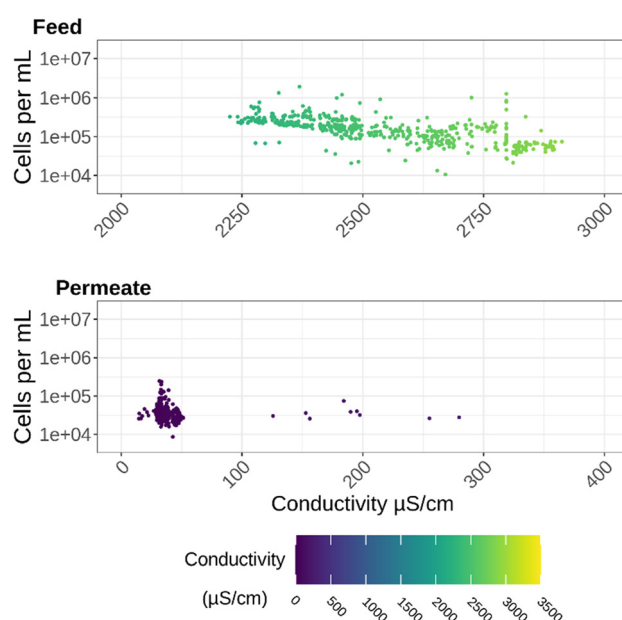 Feed
Cells per mL
1e+07
1e+06
1e+05
1e+04
2000
2250
2500
2750
3000
Permeate
Cells per mL
1e+07
1e+06
1e+05
1e+04
0
100
200
300
400
Conductivity µS/cm
Conductivity
(µS/cm)
0
500
1000
1500
2000
2500
3000
3500